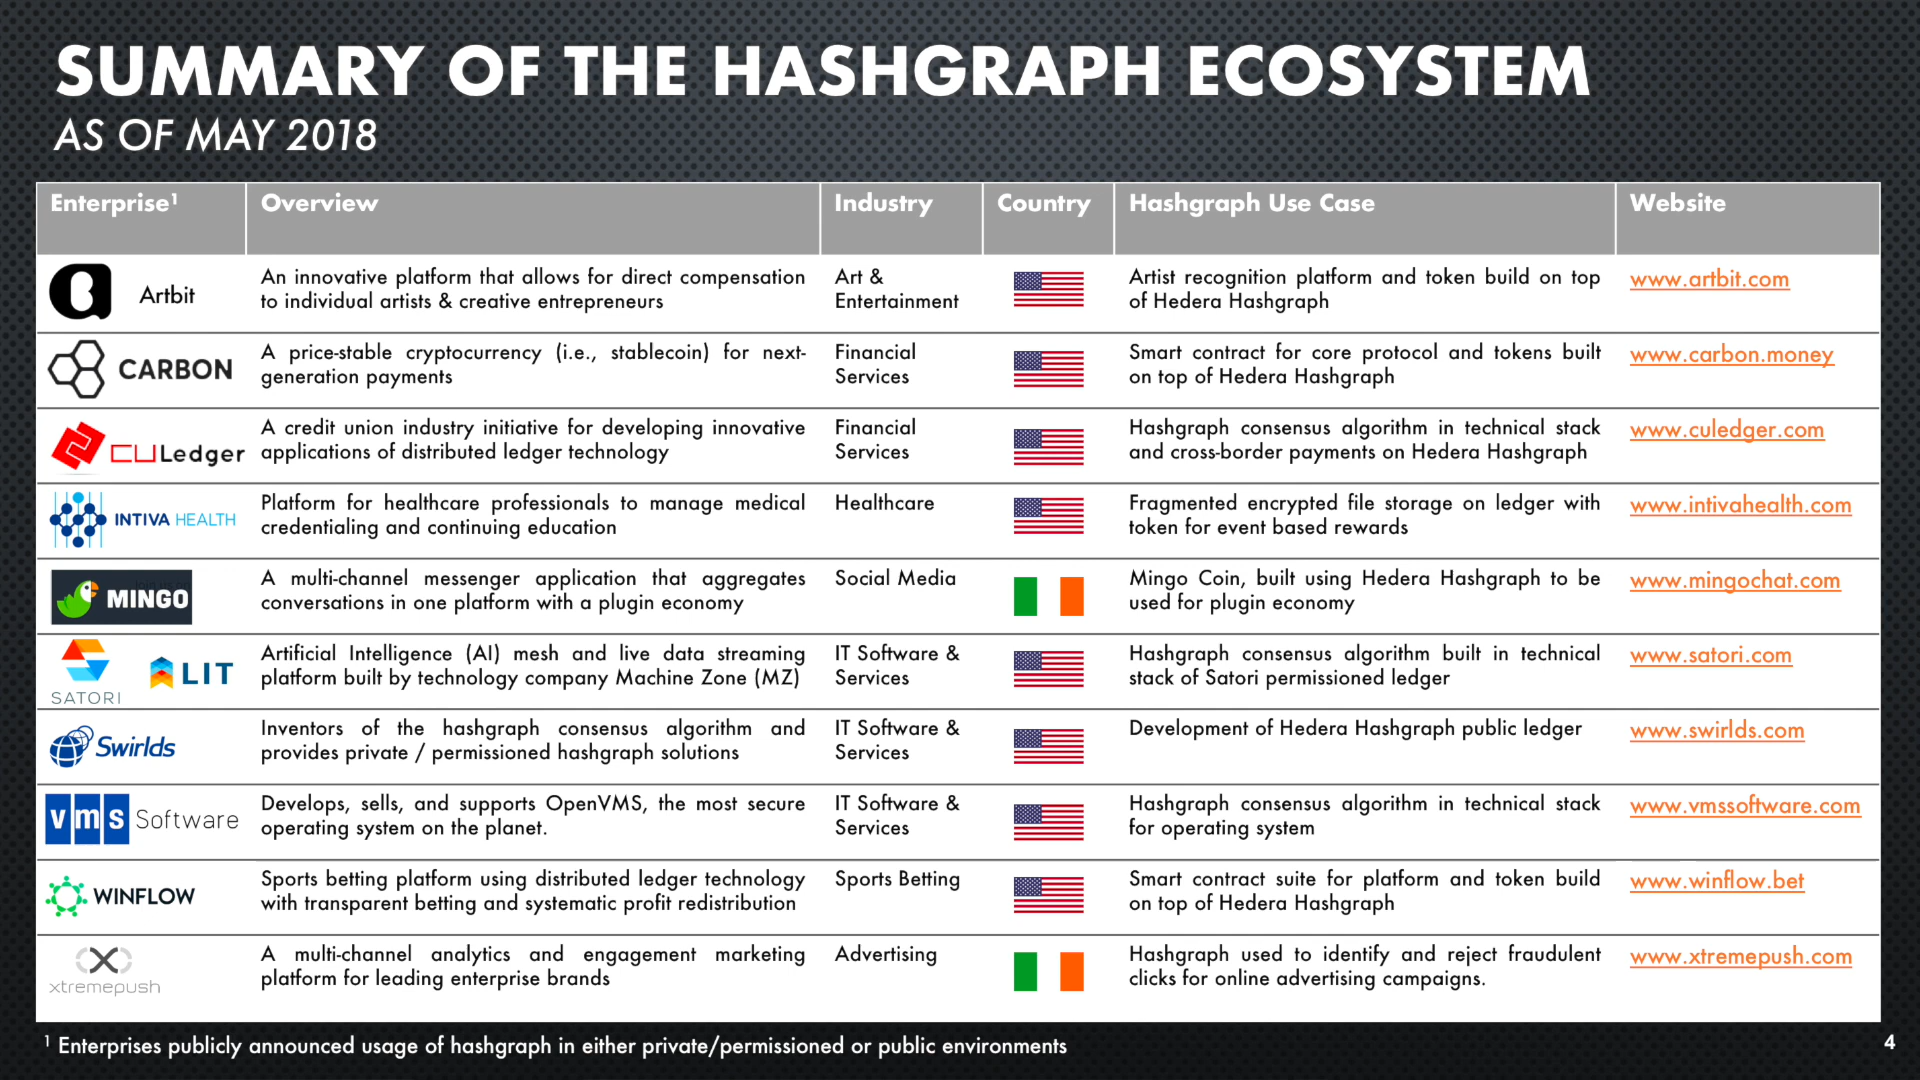 SUMMARY OF THE HASHGRAPH ECOSYSTEM
AS OF MAY 2018
Enterprise¹ Overview Industry Country Hashgraph Use Case Website
Artbit
An innovative platform that allows for direct compensation
to individual artists & creative entrepreneurs
Art &
Entertainment
Artist recognition platform and token build on top
of Hedera Hashgraph
www.artbit.com
CARBON
A price-stable cryptocurrency (i.e., stablecoin) for next-
generation payments
Financial
Services
Smart contract for core protocol and tokens built
on top of Hedera Hashgraph
www.carbon.money
CULedger
A credit union industry initiative for developing innovative
applications of distributed ledger technology
Financial
Services
Hashgraph consensus algorithm in technical stack
and cross-border payments on Hedera Hashgraph
www.culedger.com
INTIVA HEALTH
Platform for healthcare professionals to manage medical
credentialing and continuing education
Healthcare
Fragmented encrypted file storage on ledger with
token for event based rewards
www.intivahealth.com
MINGO
A multi-channel messenger application that aggregates
conversations in one platform with a plugin economy
Social Media
Mingo Coin, built using Hedera Hashgraph to be
used for plugin economy
www.mingochat.com
SATORI
LIT
Artificial Intelligence (AI) mesh and live data streaming
platform built by technology company Machine Zone (MZ)
IT Software &
Services
Hashgraph consensus algorithm built in technical
stack of Satori permissioned ledger
www.satori.com
Swirlds
Inventors of the hashgraph consensus algorithm and
provides private / permissioned hashgraph solutions
IT Software &
Services
Development of Hedera Hashgraph public ledger
www.swirlds.com
vms Software
Develops, sells, and supports OpenVMS, the most secure
operating system on the planet.
IT Software &
Services
Hashgraph consensus algorithm in technical stack
for operating system
www.vmssoftware.com
WINFLOW
Sports betting platform using distributed ledger technology
with transparent betting and systematic profit redistribution
Sports Betting
Smart contract suite for platform and token build
on top of Hedera Hashgraph
www.winflow.bet
xtremepush
A multi-channel analytics and engagement marketing
platform for leading enterprise brands
Advertising
Hashgraph used to identify and reject fraudulent
clicks for online advertising campaigns.
www.xtremepush.com
¹ Enterprises publicly announced usage of hashgraph in either private/permissioned or public environments
4